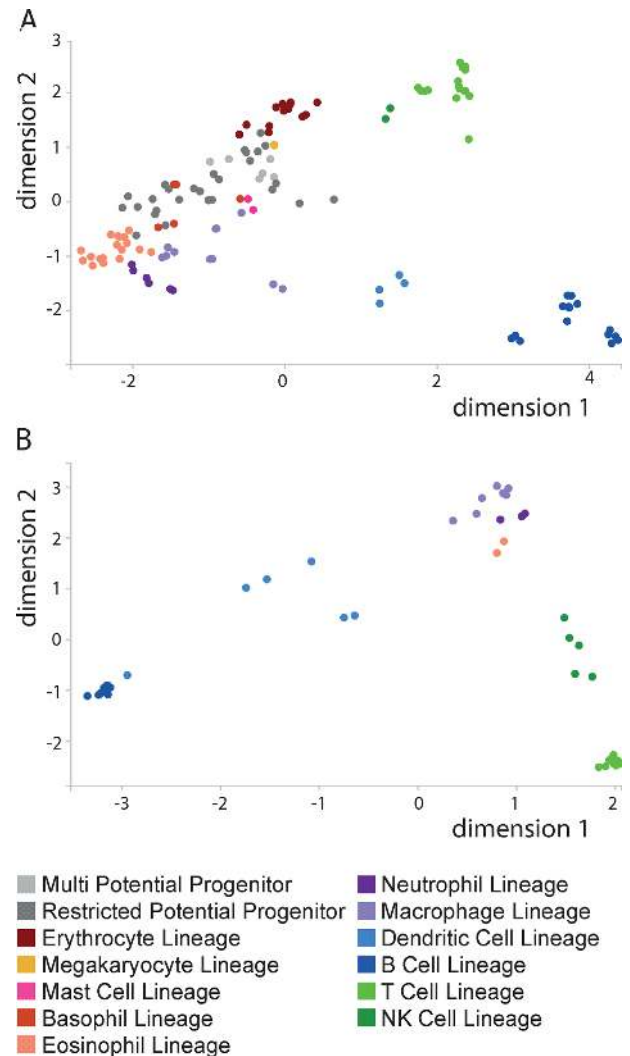 A
dimension 2
3
2
1
0
-1
-2
-2
0
2
4
dimension 1
B
dimension 2
3
2
1
0
-1
-2
-3
-1
0
1
2
dimension 1
Multi Potential Progenitor
Restricted Potential Progenitor
Erythrocyte Lineage
Megakaryocyte Lineage
Mast Cell Lineage
Basophil Lineage
Eosinophil Lineage
Neutrophil Lineage
Macrophage Lineage
Dendritic Cell Lineage
B Cell Lineage
T Cell Lineage
NK Cell Lineage